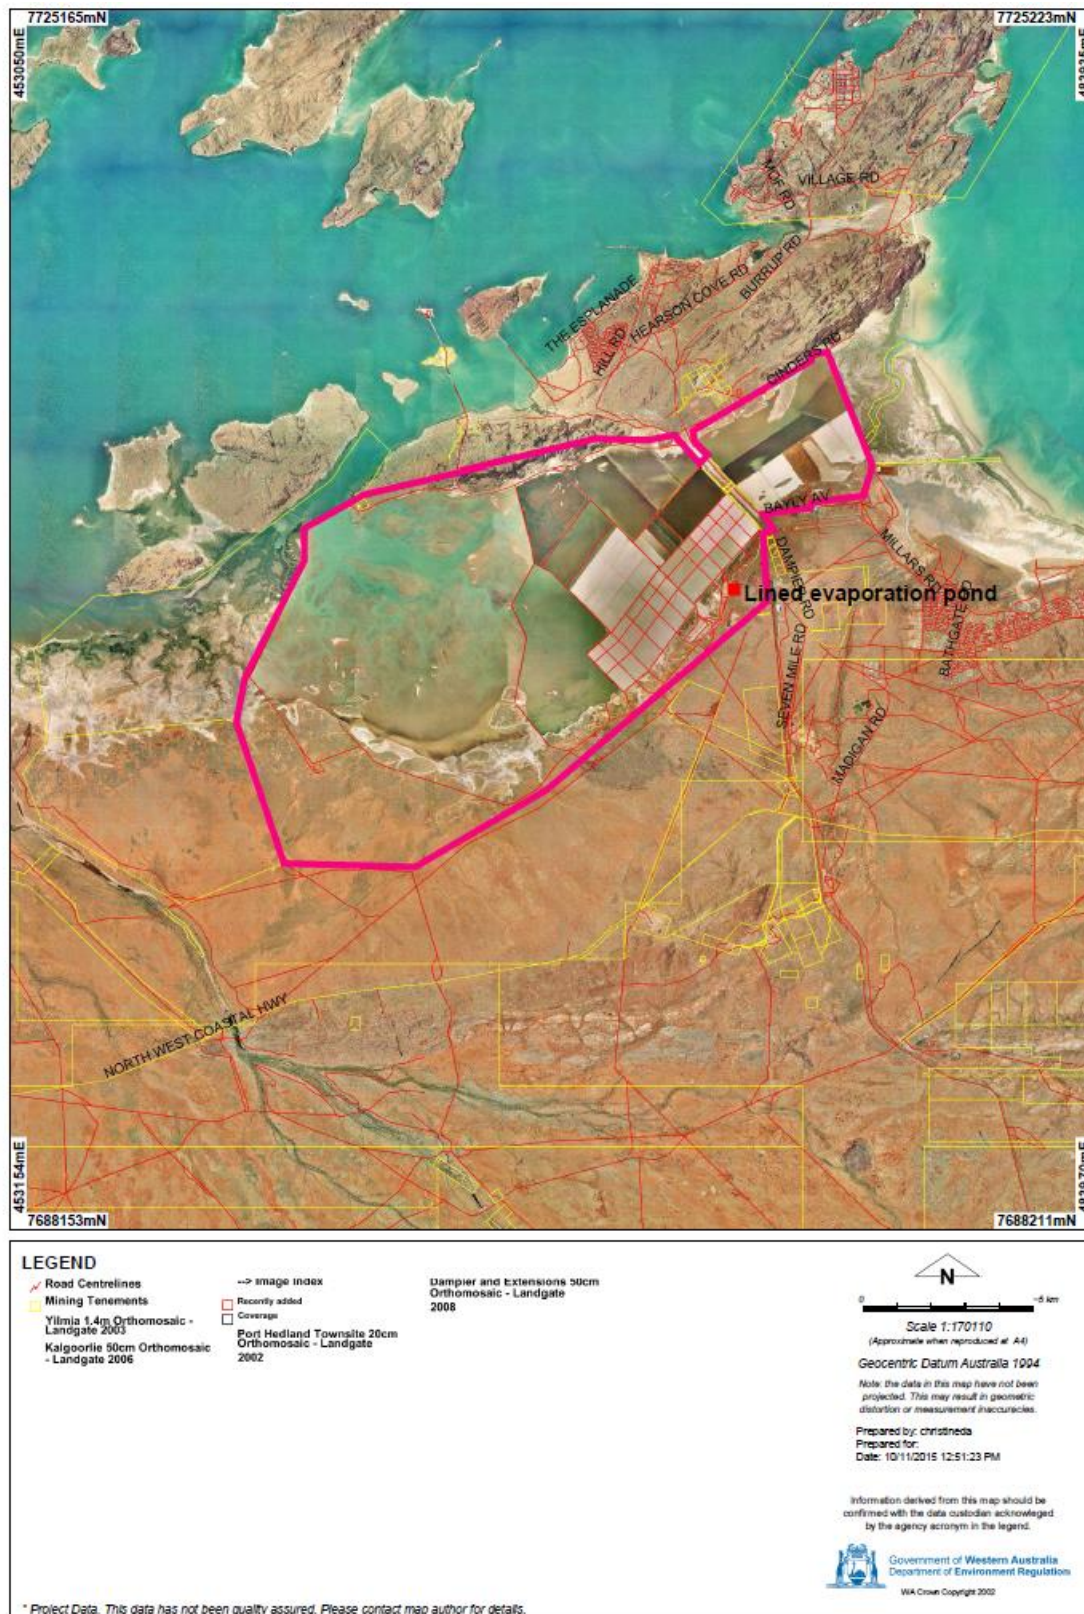 7725165mN
7725223mN
453050mE
VILLAGE RD
MOF RD
BURRUP RD
HEARSON COVE RD
THE ESPLANADE
HILL RD
CINDERS RD
BAYLY AV
DAMPIER RD
MILLARS RD
Lined evaporation pond
BATHGATE RD
SEVEN MILE RD
MADIGAN RD
NORTH WEST COASTAL HWY
453154mE
7688153mN
7688211mN
LEGEND
Road Centrelines
Mining Tenements
Yilmia 1.4m Orthomosaic -
Landgate 2003
Kalgoorlie 50cm Orthomosaic
- Landgate 2006
--> Image Index
Recently added
Coverage
Port Hedland Townsite 20cm
Orthomosaic - Landgate
2002
Dampier and Extensions 50cm
Orthomosaic - Landgate
2008
N
0 ~5 km
Scale 1:170110
(Approximate when reproduced at A4)
Geocentric Datum Australia 1994
Note: the data in this map have not been
projected. This may result in geometric
distortion or measurement inaccuracies.
Prepared by: christineda
Prepared for:
Date: 10/11/2015 12:51:23 PM
Information derived from this map should be
confirmed with the data custodian acknowleged
by the agency acronym in the legend.
Government of Western Australia
Department of Environment Regulation
WA Crown Copyright 2002
* Project Data. This data has not been quality assured. Please contact map author for details.